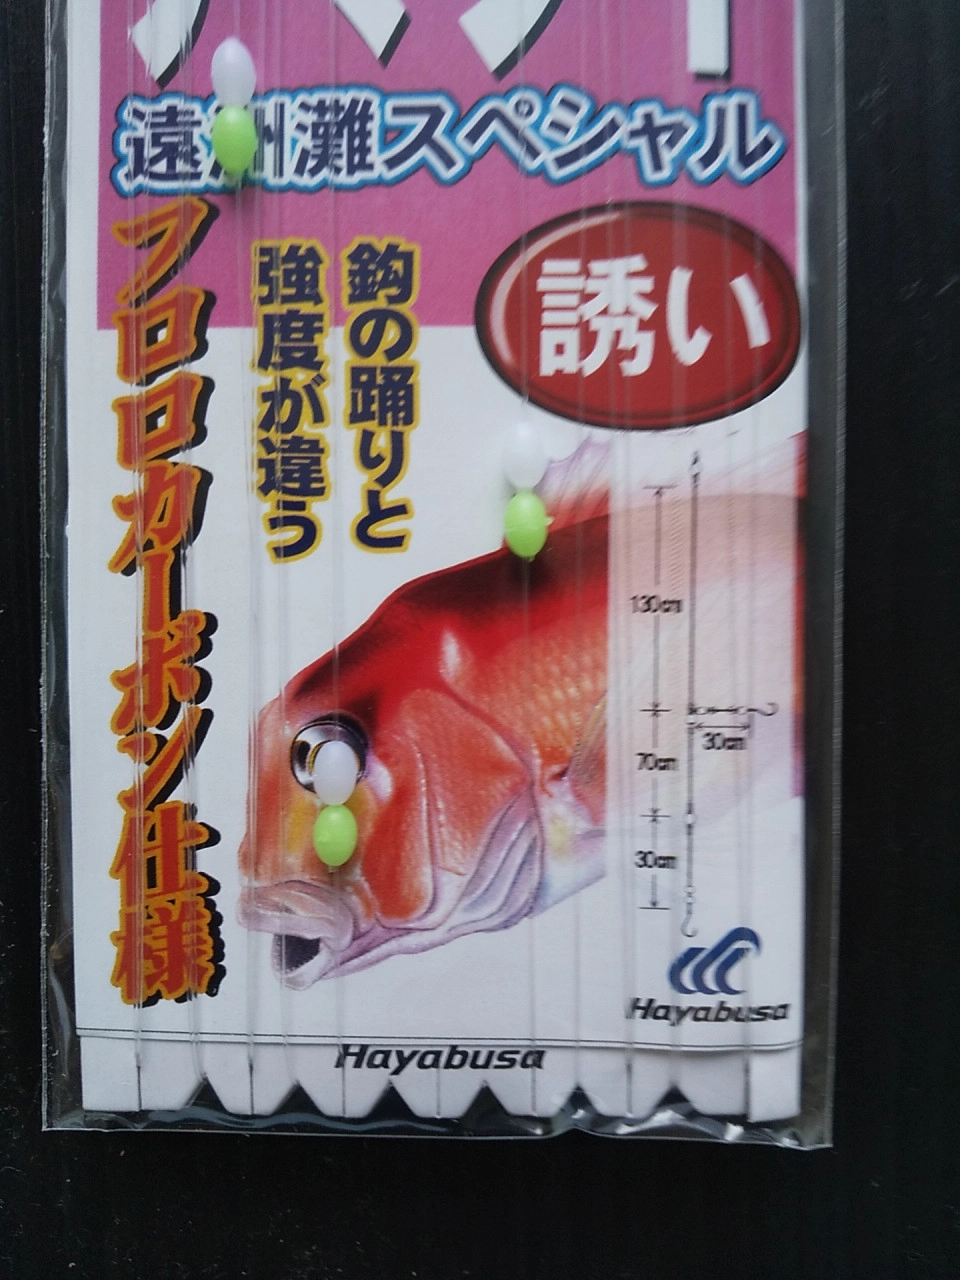 遠州灘スペシャル
誘い
鈎の踊りと
強度が違う
フロロカーボン仕様
130cm
30cm
70cm
30cm
Hayabusa
Hayabusa